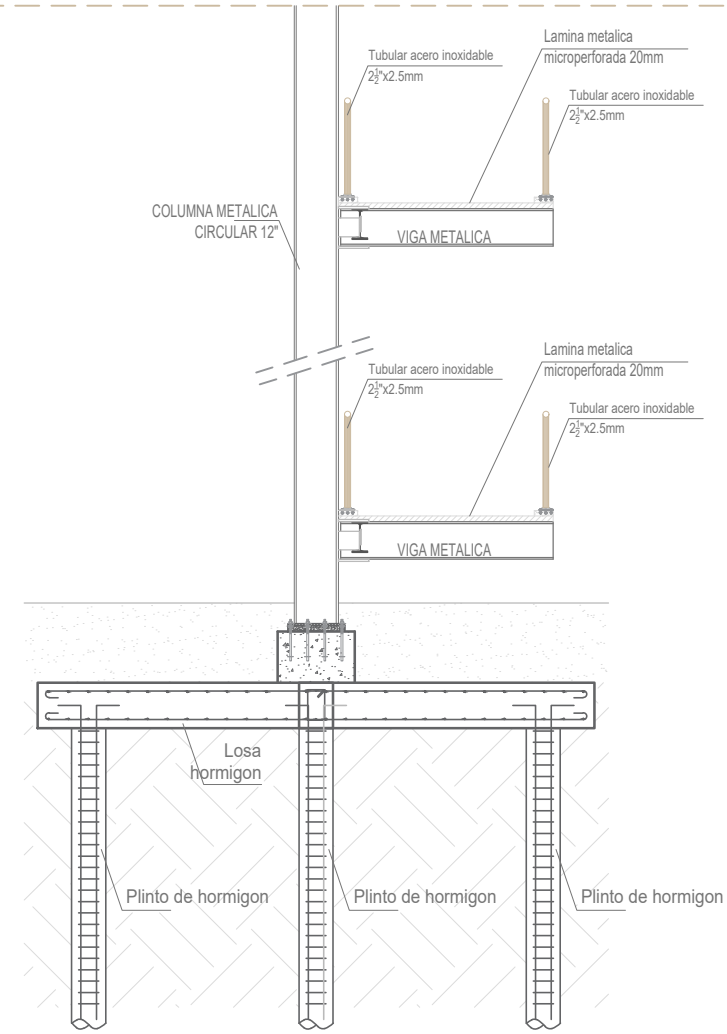 Lamina metalica
microperforada 20mm
Tubular acero inoxidable
2½"x2.5mm
Tubular acero inoxidable
2½"x2.5mm
COLUMNA METALICA
CIRCULAR 12"
VIGA METALICA
Lamina metalica
microperforada 20mm
Tubular acero inoxidable
2½"x2.5mm
Tubular acero inoxidable
2½"x2.5mm
VIGA METALICA
Losa
hormigon
Plinto de hormigon
Plinto de hormigon
Plinto de hormigon